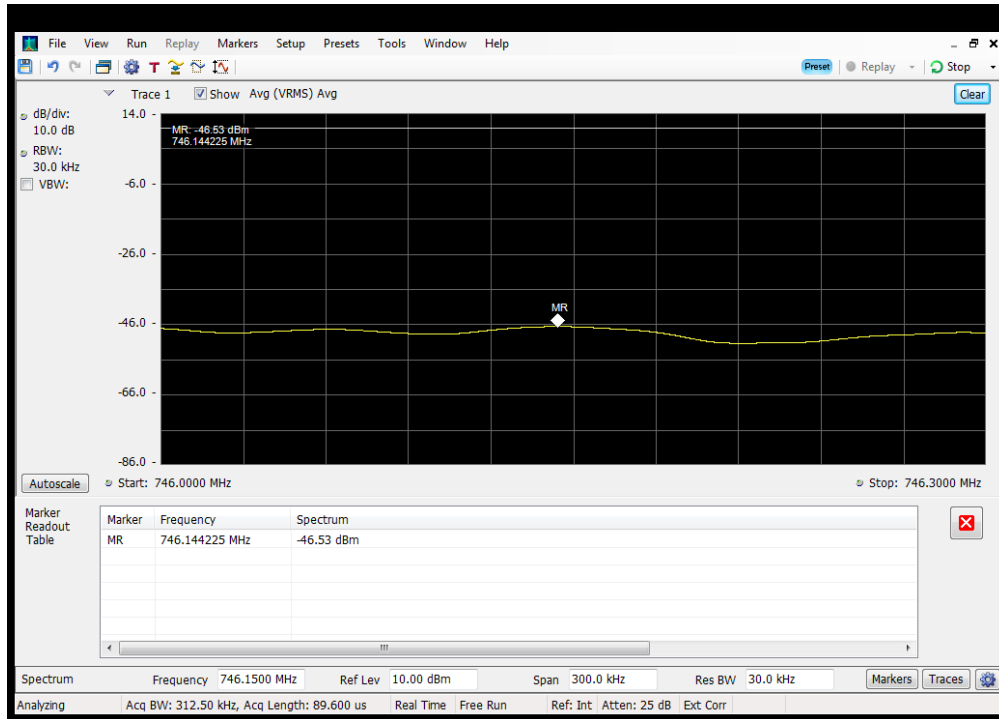 File View Run Replay Markers Setup Presets Tools Window Help
T Preset Replay Stop
Trace 1 Show Avg (VRMS) Avg Clear
dB/div:
10.0 dB
RBW:
30.0 kHz
VBW:
14.0
-6.0
-26.0
-46.0
-66.0
-86.0
MR: -46.53 dBm
746.144225 MHz
MR
Autoscale Start: 746.0000 MHz Stop: 746.3000 MHz
Marker
Readout
Table
Marker Frequency Spectrum
MR 746.144225 MHz -46.53 dBm
Spectrum Frequency 746.1500 MHz Ref Lev 10.00 dBm Span 300.0 kHz Res BW 30.0 kHz Markers Traces
Analyzing Acq BW: 312.50 kHz, Acq Length: 89.600 us Real Time Free Run Ref: Int Atten: 25 dB Ext Corr